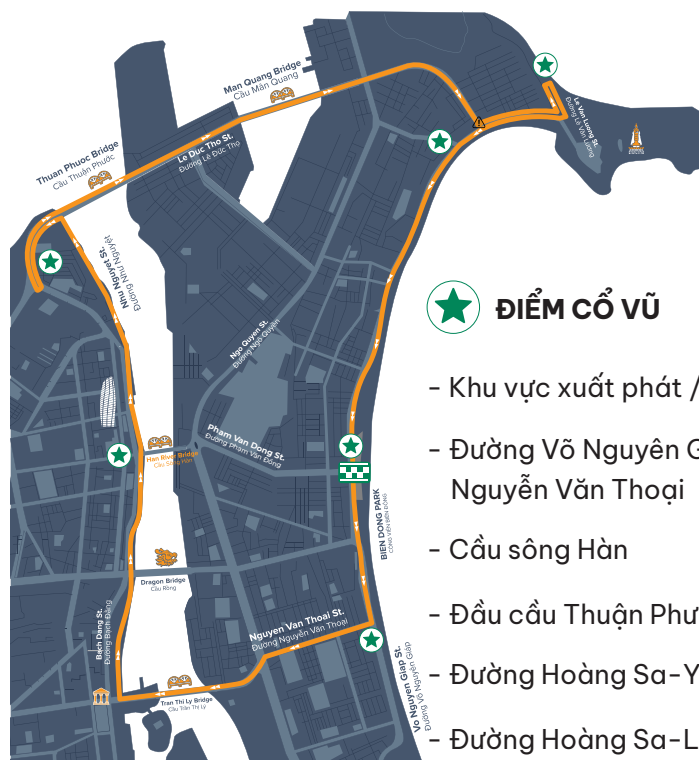 Man Quang Bridge
Cầu Mân Quang
Thuan Phuoc Bridge
Cầu Thuận Phước
Le Duc Tho St.
Đường Lê Đức Thọ
Le Van Luong St.
Đường Lê Văn Lương
Nhu Nguyet St.
Đường Như Nguyệt
ĐIỂM CỔ VŨ
Ngo Quyen St.
Đường Ngô Quyền
- Khu vực xuất phát /
- Đường Võ Nguyên G
Nguyễn Văn Thoại
Pham Van Dong St.
Đường Phạm Văn Đồng
Han River Bridge
Cầu Sông Hàn
BIEN DONG PARK
CÔNG VIÊN BIỂN ĐÔNG
- Cầu sông Hàn
Dragon Bridge
Cầu Rồng
- Đầu cầu Thuận Phư
Bach Dang St.
Đường Bạch Đằng
Nguyen Van Thoai St.
Đường Nguyễn Văn Thoại
Vo Nguyen Giap St.
Đường Võ Nguyên Giáp
- Đường Hoàng Sa-Y
Tran Thi Ly Bridge
Cầu Trần Thị Lý
- Đường Hoàng Sa-L